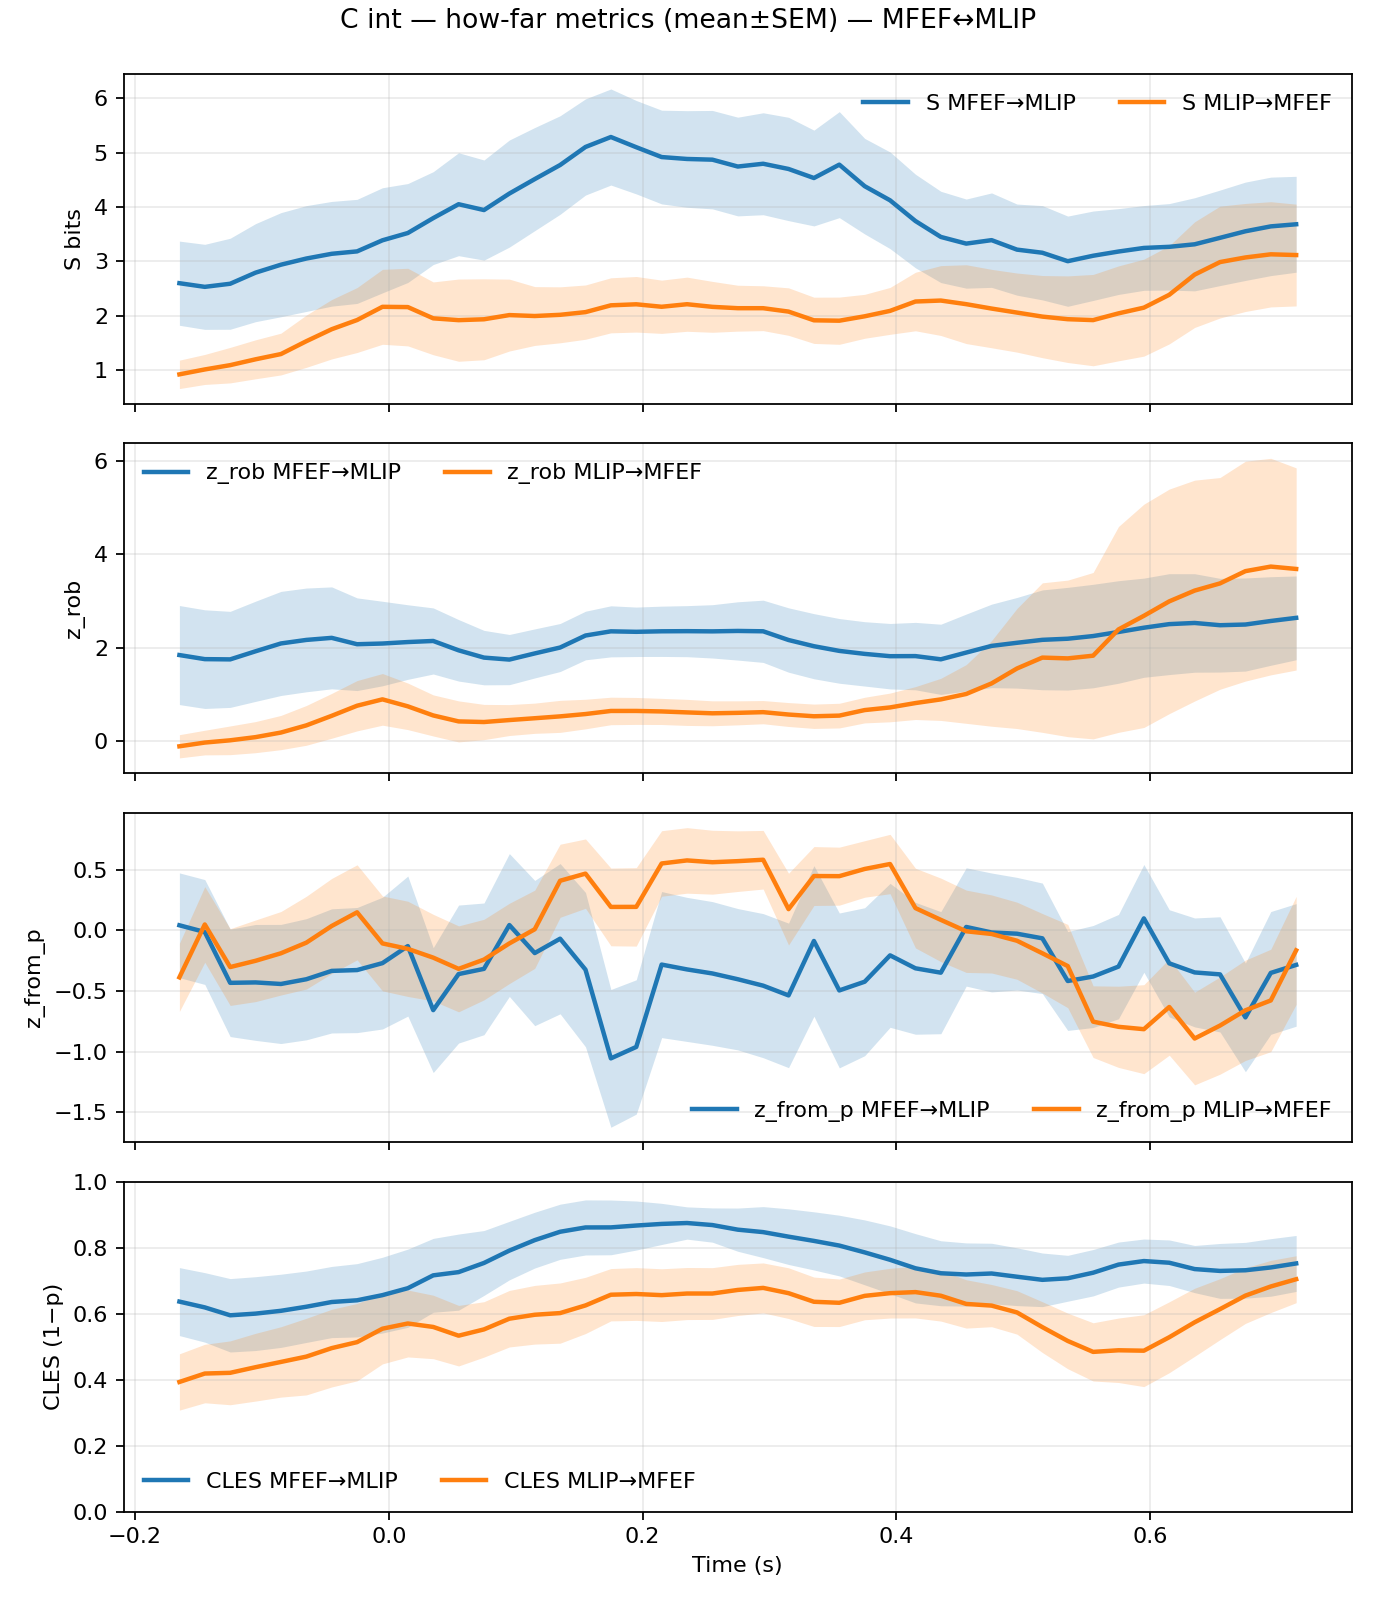 C int — how-far metrics (mean±SEM) — MFEF↔MLIP
S MFEF→MLIP S MLIP→MFEF
6
5
4
3
2
1
S bits
z_rob MFEF→MLIP z_rob MLIP→MFEF
6
4
2
0
z_rob
0.5
0.0
−0.5
−1.0
−1.5
z_from_p
z_from_p MFEF→MLIP z_from_p MLIP→MFEF
1.0
0.8
0.6
0.4
0.2
0.0
CLES (1−p)
CLES MFEF→MLIP CLES MLIP→MFEF
−0.2 0.0 0.2 0.4 0.6
Time (s)